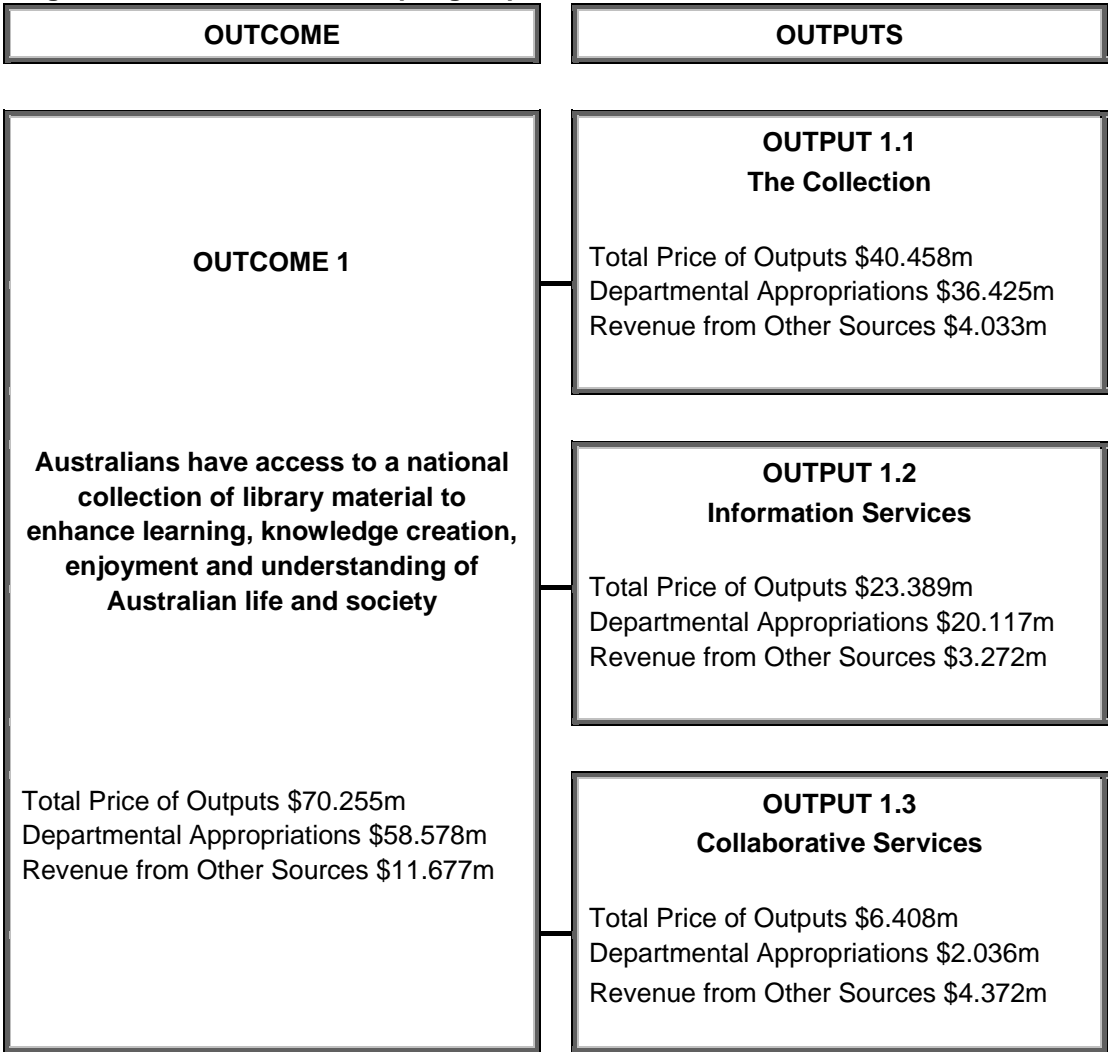 OUTCOME
OUTPUTS
OUTCOME 1
Australians have access to a national
collection of library material to
enhance learning, knowledge creation,
enjoyment and understanding of
Australian life and society
Total Price of Outputs $70.255m
Departmental Appropriations $58.578m
Revenue from Other Sources $11.677m
OUTPUT 1.1
The Collection
Total Price of Outputs $40.458m
Departmental Appropriations $36.425m
Revenue from Other Sources $4.033m
OUTPUT 1.2
Information Services
Total Price of Outputs $23.389m
Departmental Appropriations $20.117m
Revenue from Other Sources $3.272m
OUTPUT 1.3
Collaborative Services
Total Price of Outputs $6.408m
Departmental Appropriations $2.036m
Revenue from Other Sources $4.372m